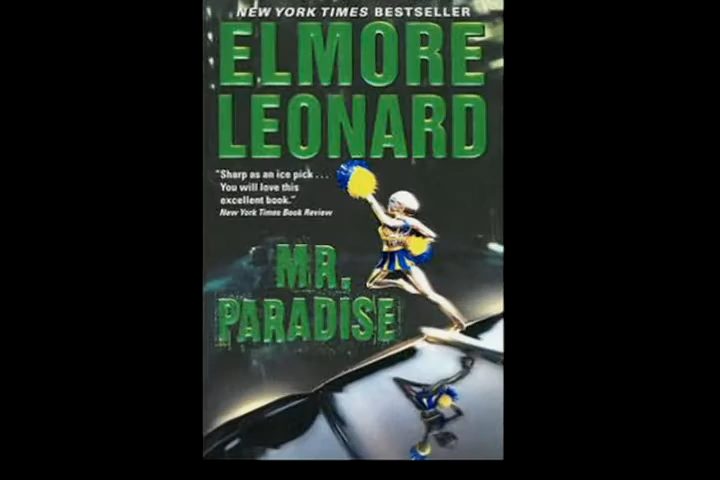 NEW YORK TIMES BESTSELLER
ELMORE
LEONARD
"Sharp as an ice pick . . .
You will love this
excellent book."
New York Times Book Review
MR.
PARADISE